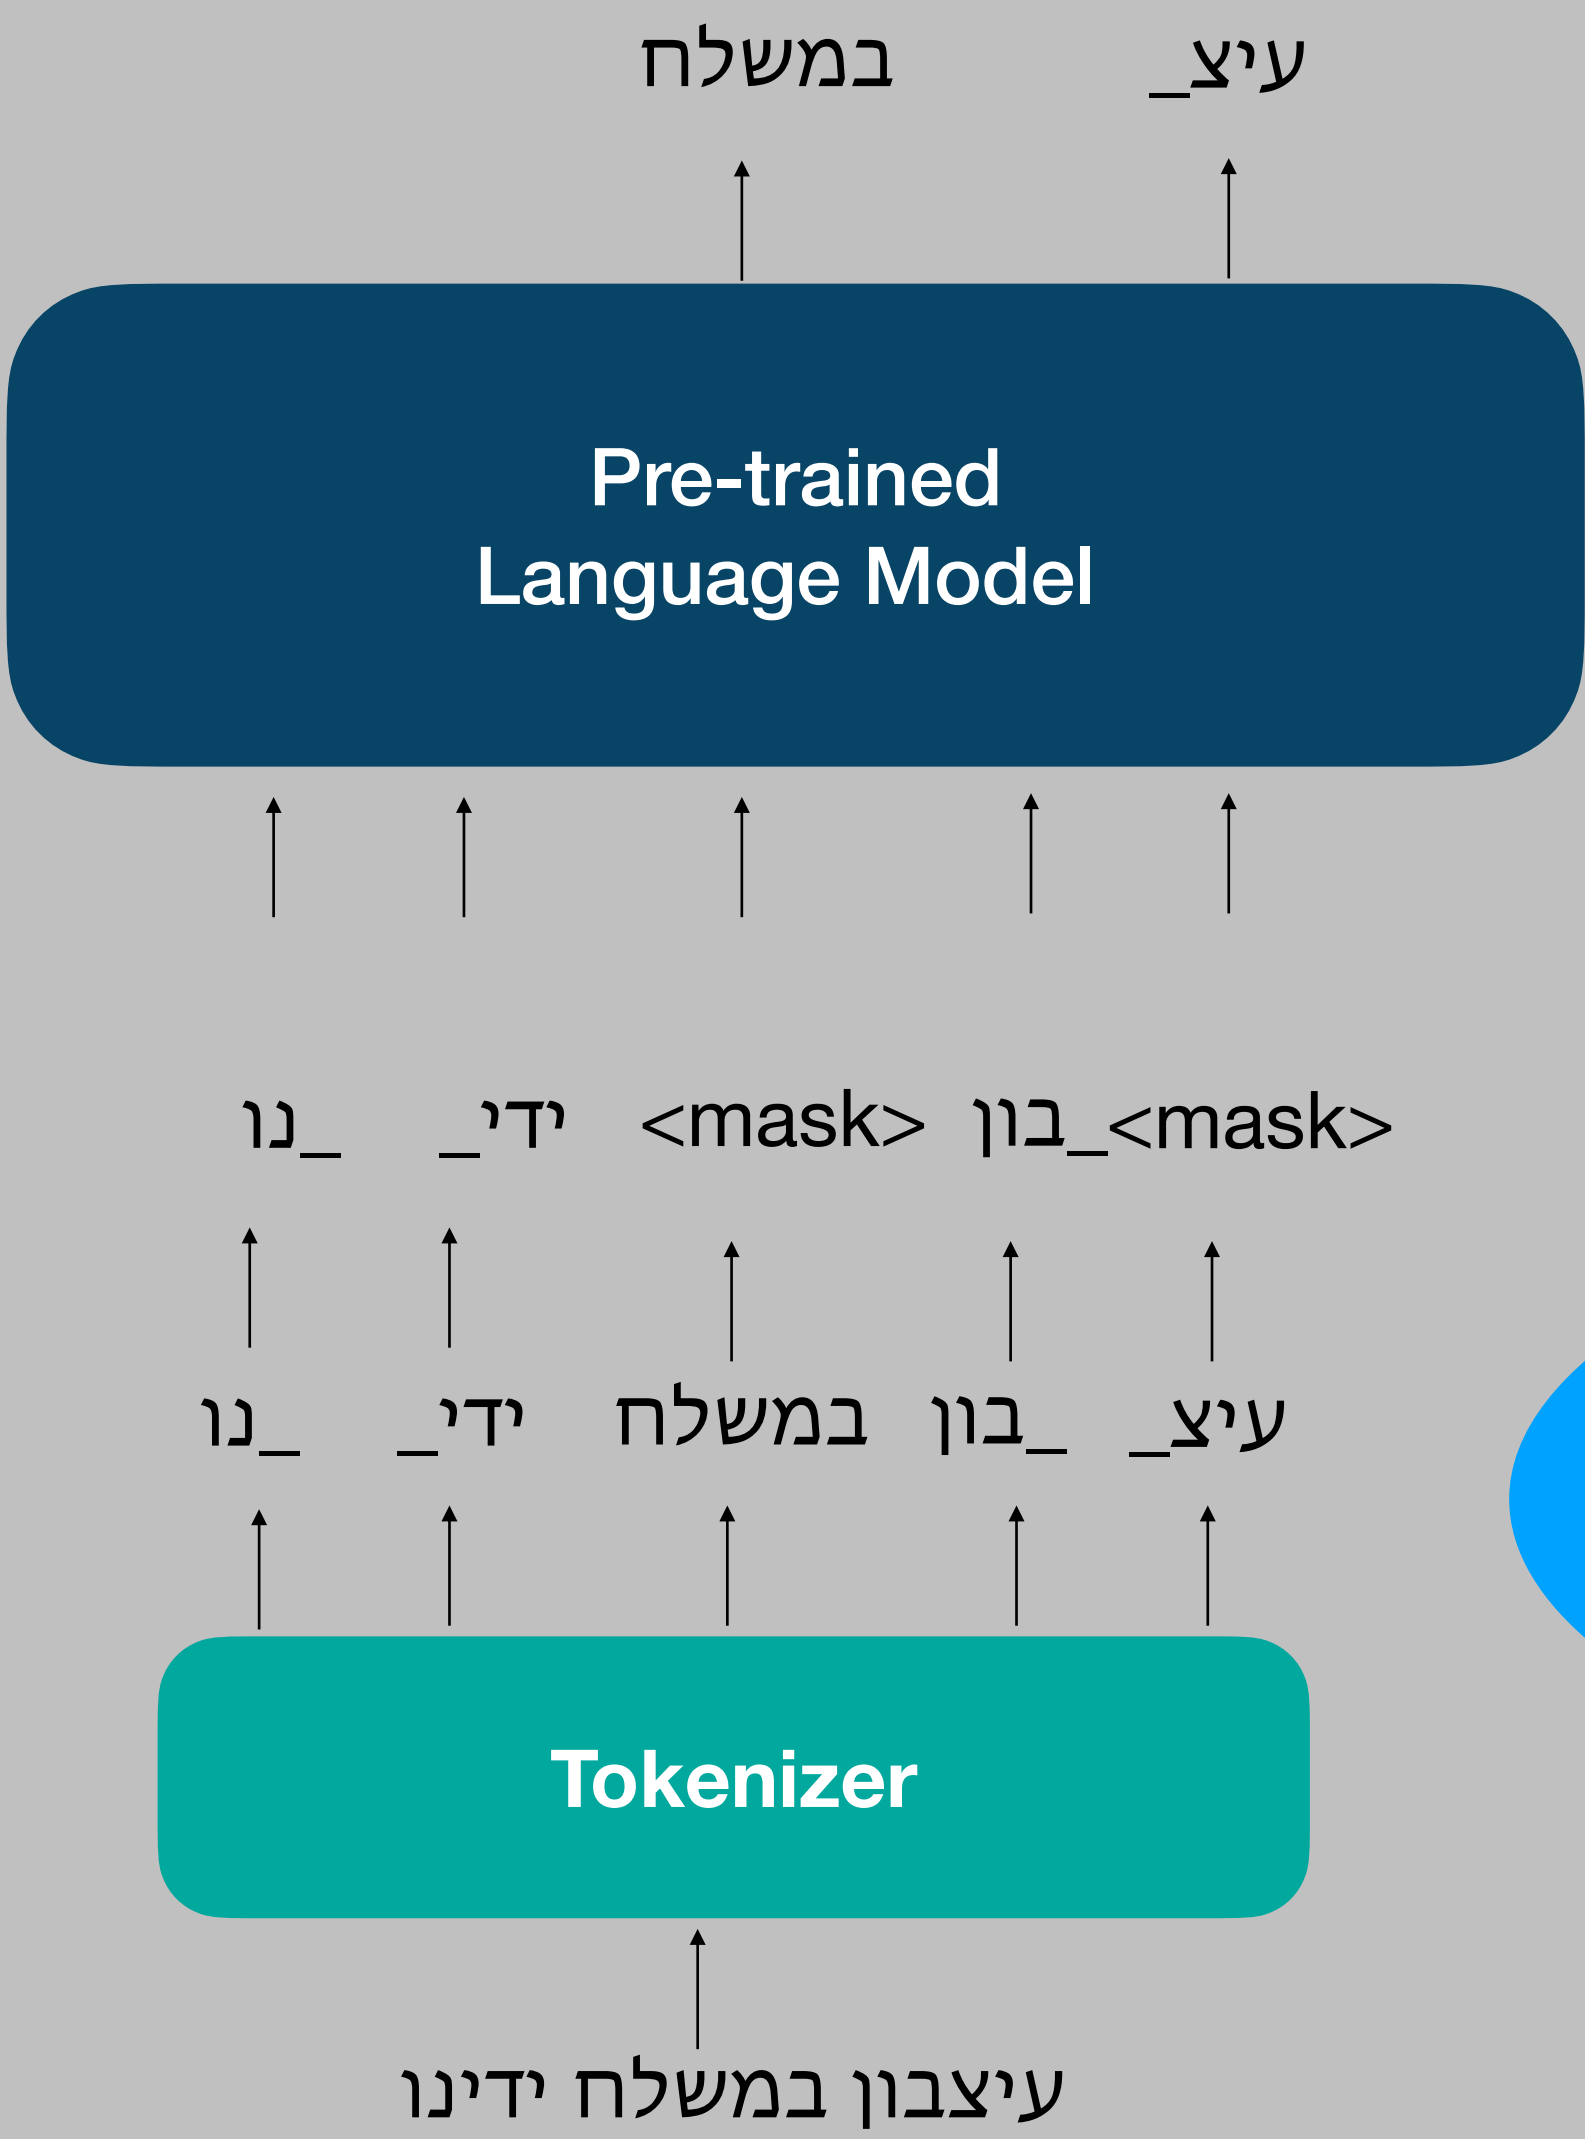 עיצ_ במשלח
Pre-trained
Language Model
<mask> _בון <mask> ידי_ _נו
עיצ_ _בון במשלח ידי_ _נו
Tokenizer
עיצבון במשלח ידינו